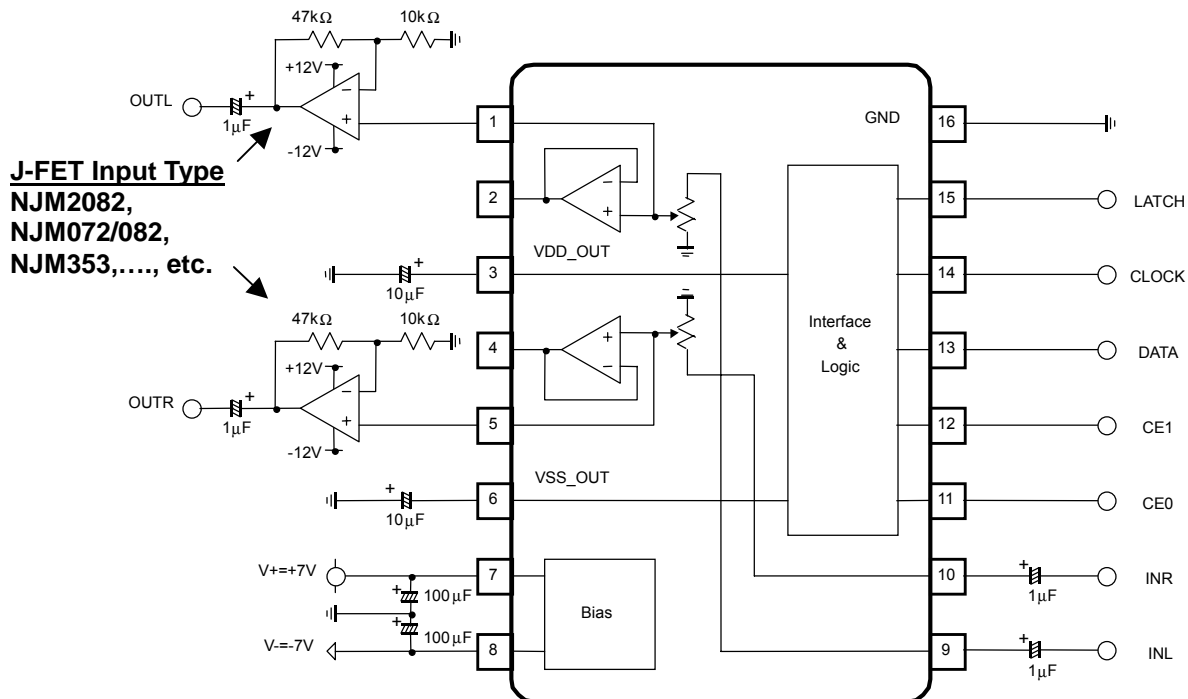 47kΩ 10kΩ
+12V
OUTL
+
−
+
1μF
-12V
J-FET Input Type
NJM2082,
NJM072/082,
NJM353,...., etc.
47kΩ 10kΩ
+12V
OUTR
+
−
+
1μF
-12V
1
2
VDD_OUT
3
+
10μF
4
5
VSS_OUT
6
+
10μF
V+=+7V
7
+
100μF
+
100μF
V-=-7V
8
−
+
+
−
Bias
Interface
&
Logic
GND
16
15
LATCH
14
CLOCK
13
DATA
12
CE1
11
CE0
10
+
1μF
INR
9
+
1μF
INL